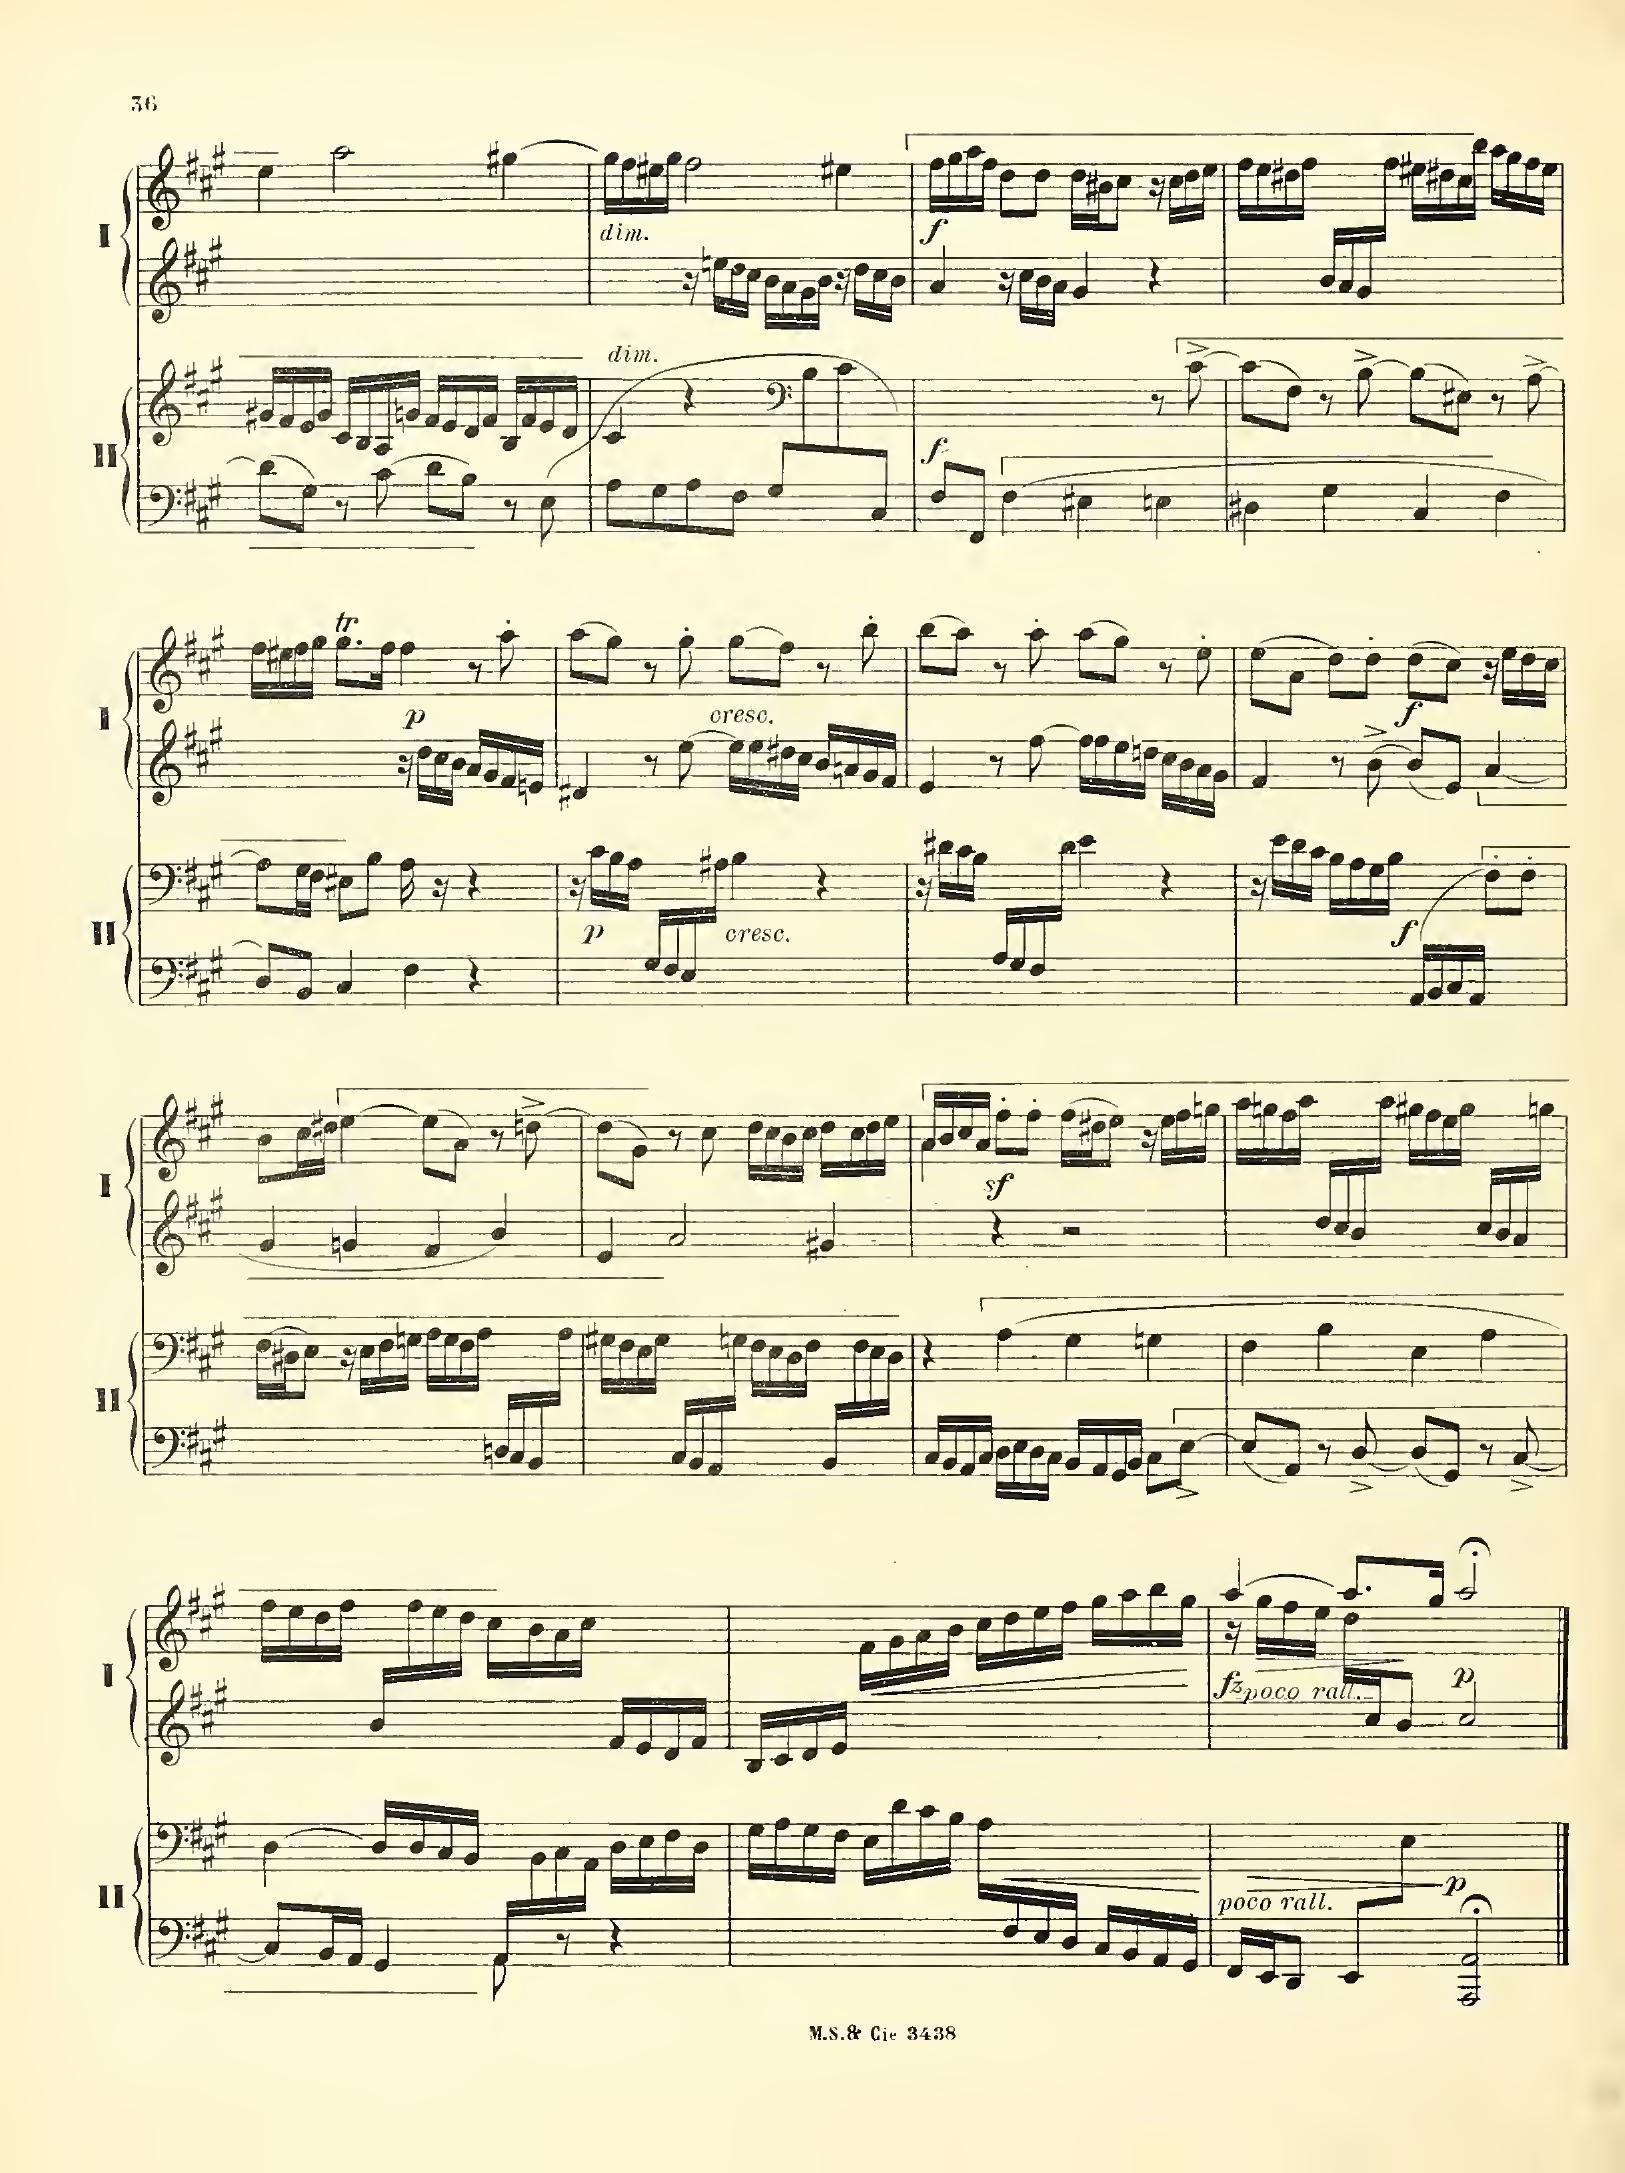 36
I
dim.
f
dim.
II
f
tr
I
p
cresc.
f
II
p
cresc.
f
I
sf
II
I
fz poco rall.
p
II
poco rall.
p
M.S.& Cie 3438